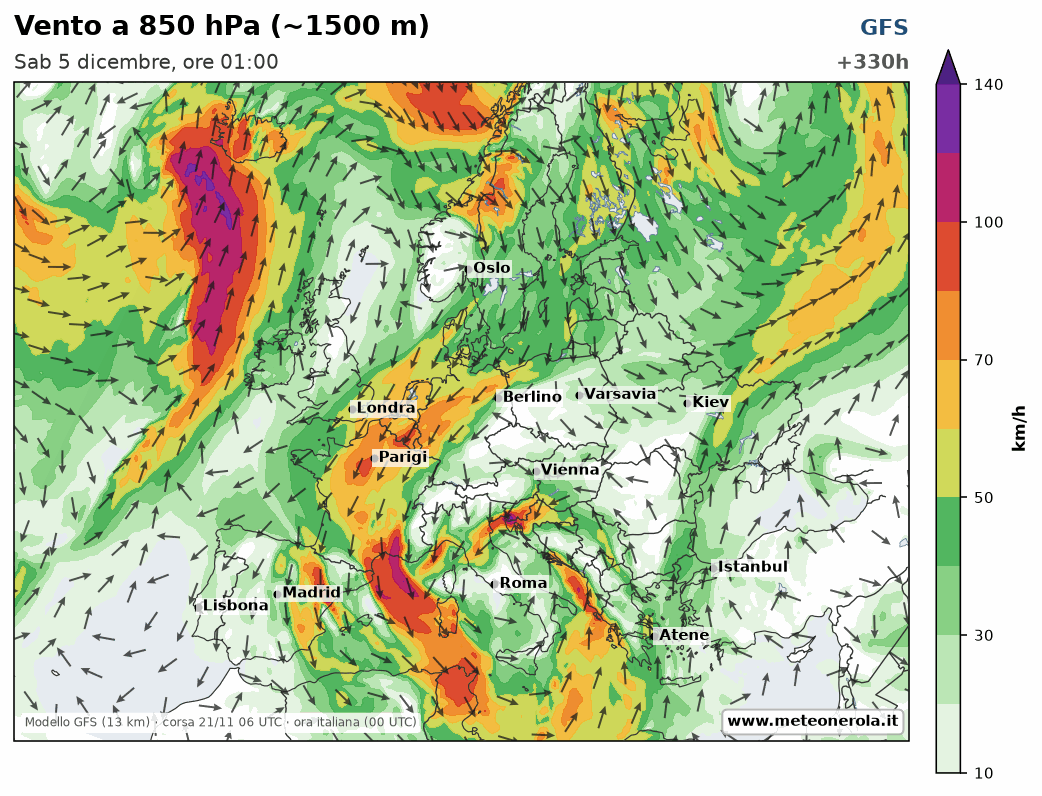 Vento a 850 hPa (~1500 m)
GFS
Sab 5 dicembre, ore 01:00
+330h
140
100
70
50
30
10
km/h
Oslo
Londra
Berlino
Varsavia
Kiev
Parigi
Vienna
Istanbul
Roma
Madrid
Lisbona
Atene
Modello GFS (13 km) · corsa 21/11 06 UTC · ora italiana (00 UTC)
www.meteonerola.it